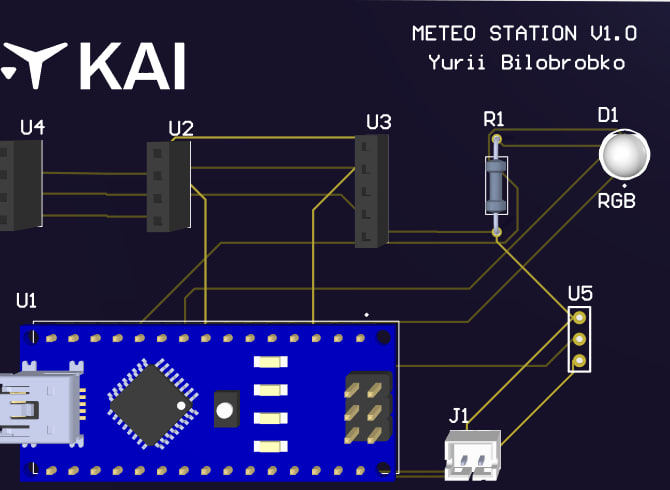 METEO STATION V1.0
KAI
Yurii Bilobrobko
R1
D1
U4
U2
U3
RGB
U1
U5
J1